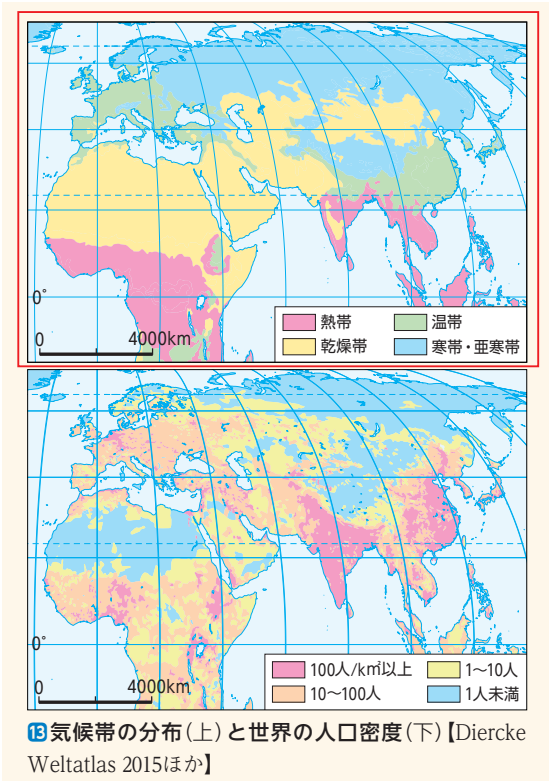 0°
0 4000km
熱帯 温帯
乾燥帯 寒帯・亜寒帯
0°
0 4000km
100人/k㎡以上 1～10人
10～100人 1人未満
13 気候帯の分布(上)と世界の人口密度(下)【Diercke
Weltatlas 2015ほか】